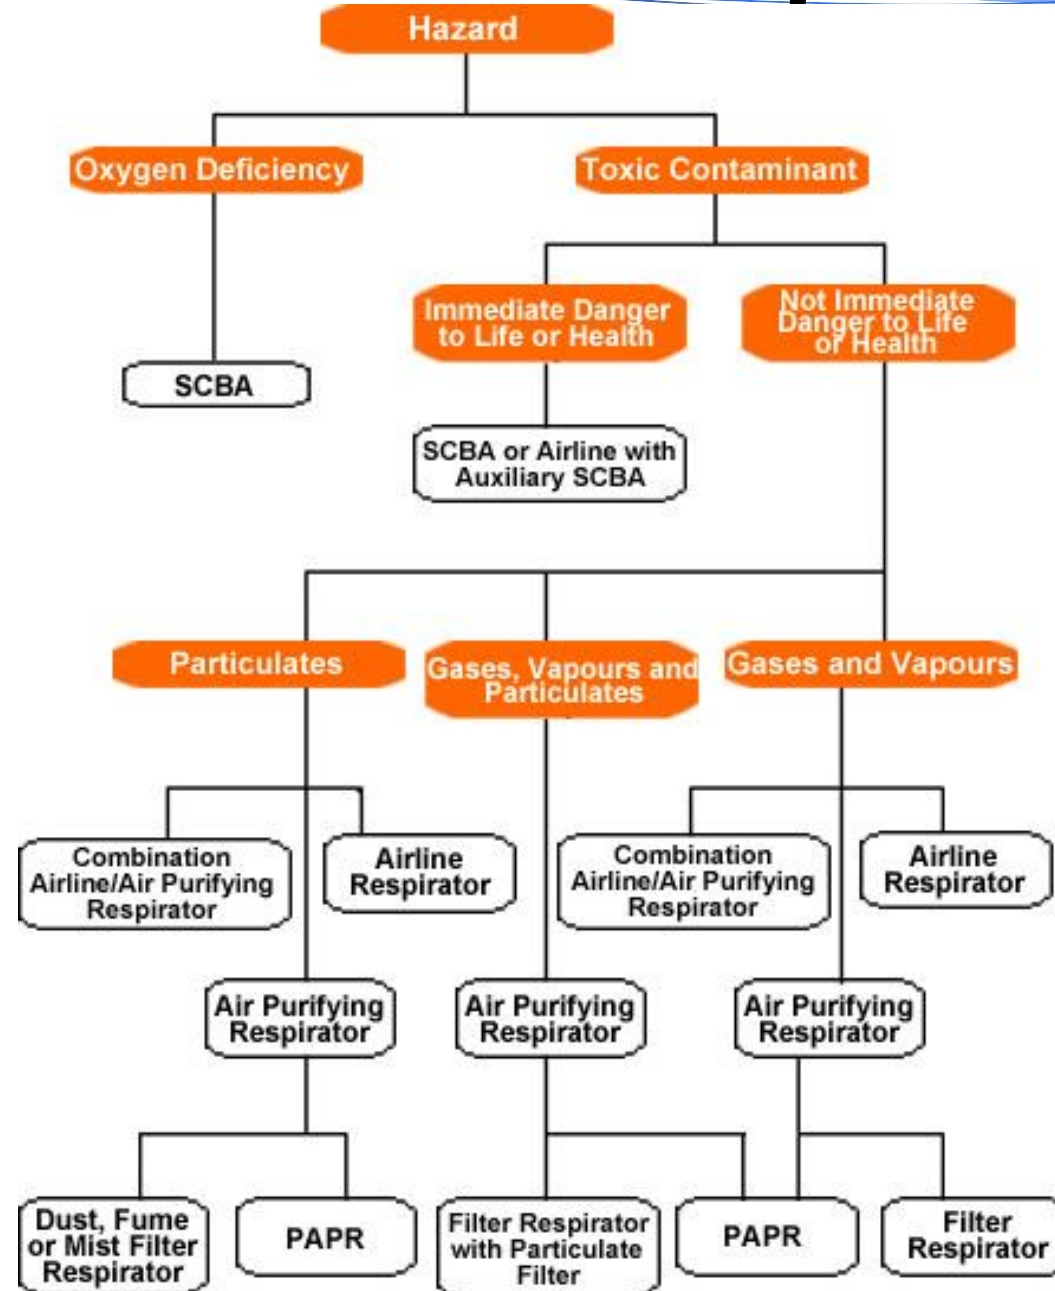 Hazard
Oxygen Deficiency
Toxic Contaminant
Immediate Danger
to Life or Health
Not Immediate
Danger to Life
or Health
SCBA
SCBA or Airline with
Auxiliary SCBA
Particulates
Gases, Vapours and
Particulates
Gases and Vapours
Combination
Airline/Air Purifying
Respirator
Airline
Respirator
Combination
Airline/Air Purifying
Respirator
Airline
Respirator
Air Purifying
Respirator
Air Purifying
Respirator
Air Purifying
Respirator
Dust, Fume
or Mist Filter
Respirator
PAPR
Filter Respirator
with Particulate
Filter
PAPR
Filter
Respirator